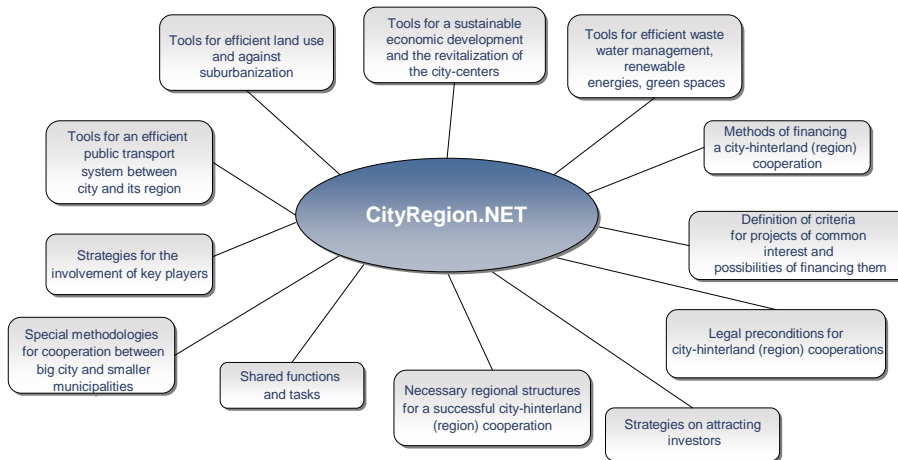 Tools for efficient land use
and against
suburbanization
Tools for a sustainable
economic development
and the revitalization of
the city-centers
Tools for efficient waste
water management,
renewable
energies, green spaces
Tools for an efficient
public transport
system between
city and its region
Methods of financing
a city-hinterland (region)
cooperation
CityRegion.NET
Definition of criteria
for projects of common
interest and
possibilities of financing them
Strategies for the
involvement of key players
Legal preconditions for
city-hinterland (region) cooperations
Special methodologies
for cooperation between
big city and smaller
municipalities
Shared functions
and tasks
Necessary regional structures
for a successful city-hinterland
(region) cooperation
Strategies on attracting
investors